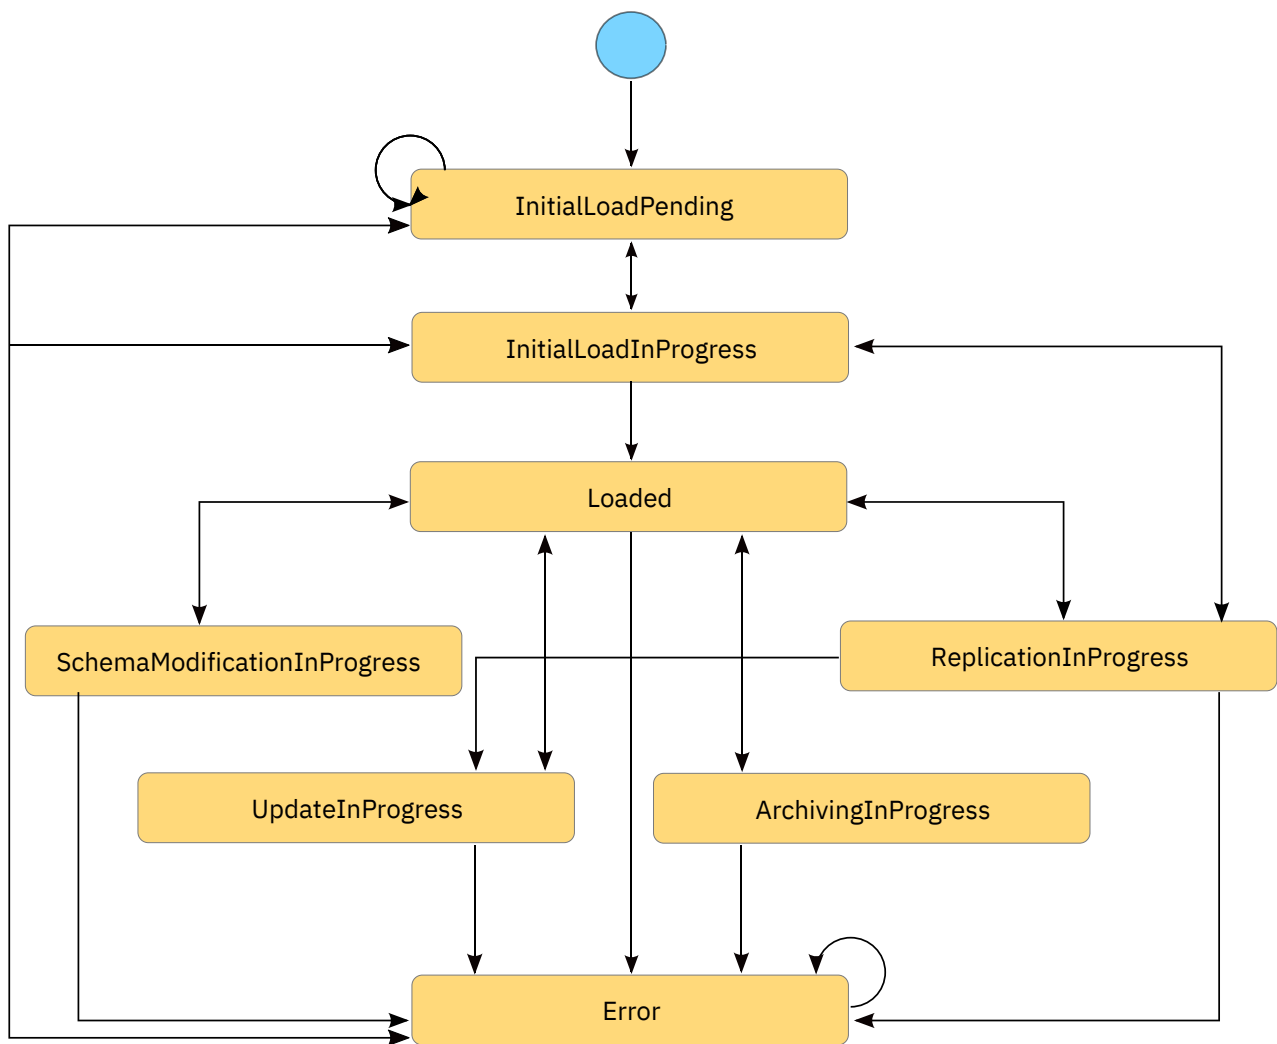 InitialLoadPending
InitialLoadInProgress
Loaded
SchemaModificationInProgress
ReplicationInProgress
UpdateInProgress
ArchivingInProgress
Error